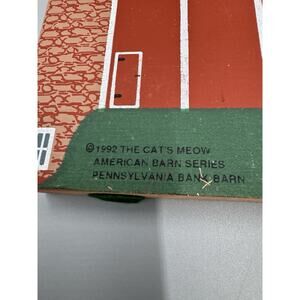 ©1992 THE CAT'S MEOW
AMERICAN BARN SERIES
PENNSYLVANIA BANK BARN